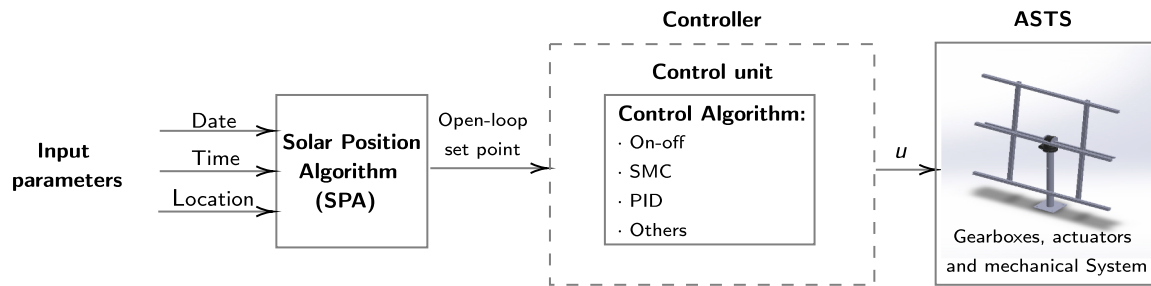 Controller
ASTS
Control unit
Control Algorithm:
· On-off
· SMC
· PID
· Others
Input
parameters
Date
Time
Location
Solar Position
Algorithm
(SPA)
Open-loop
set point
u
Gearboxes, actuators
and mechanical System